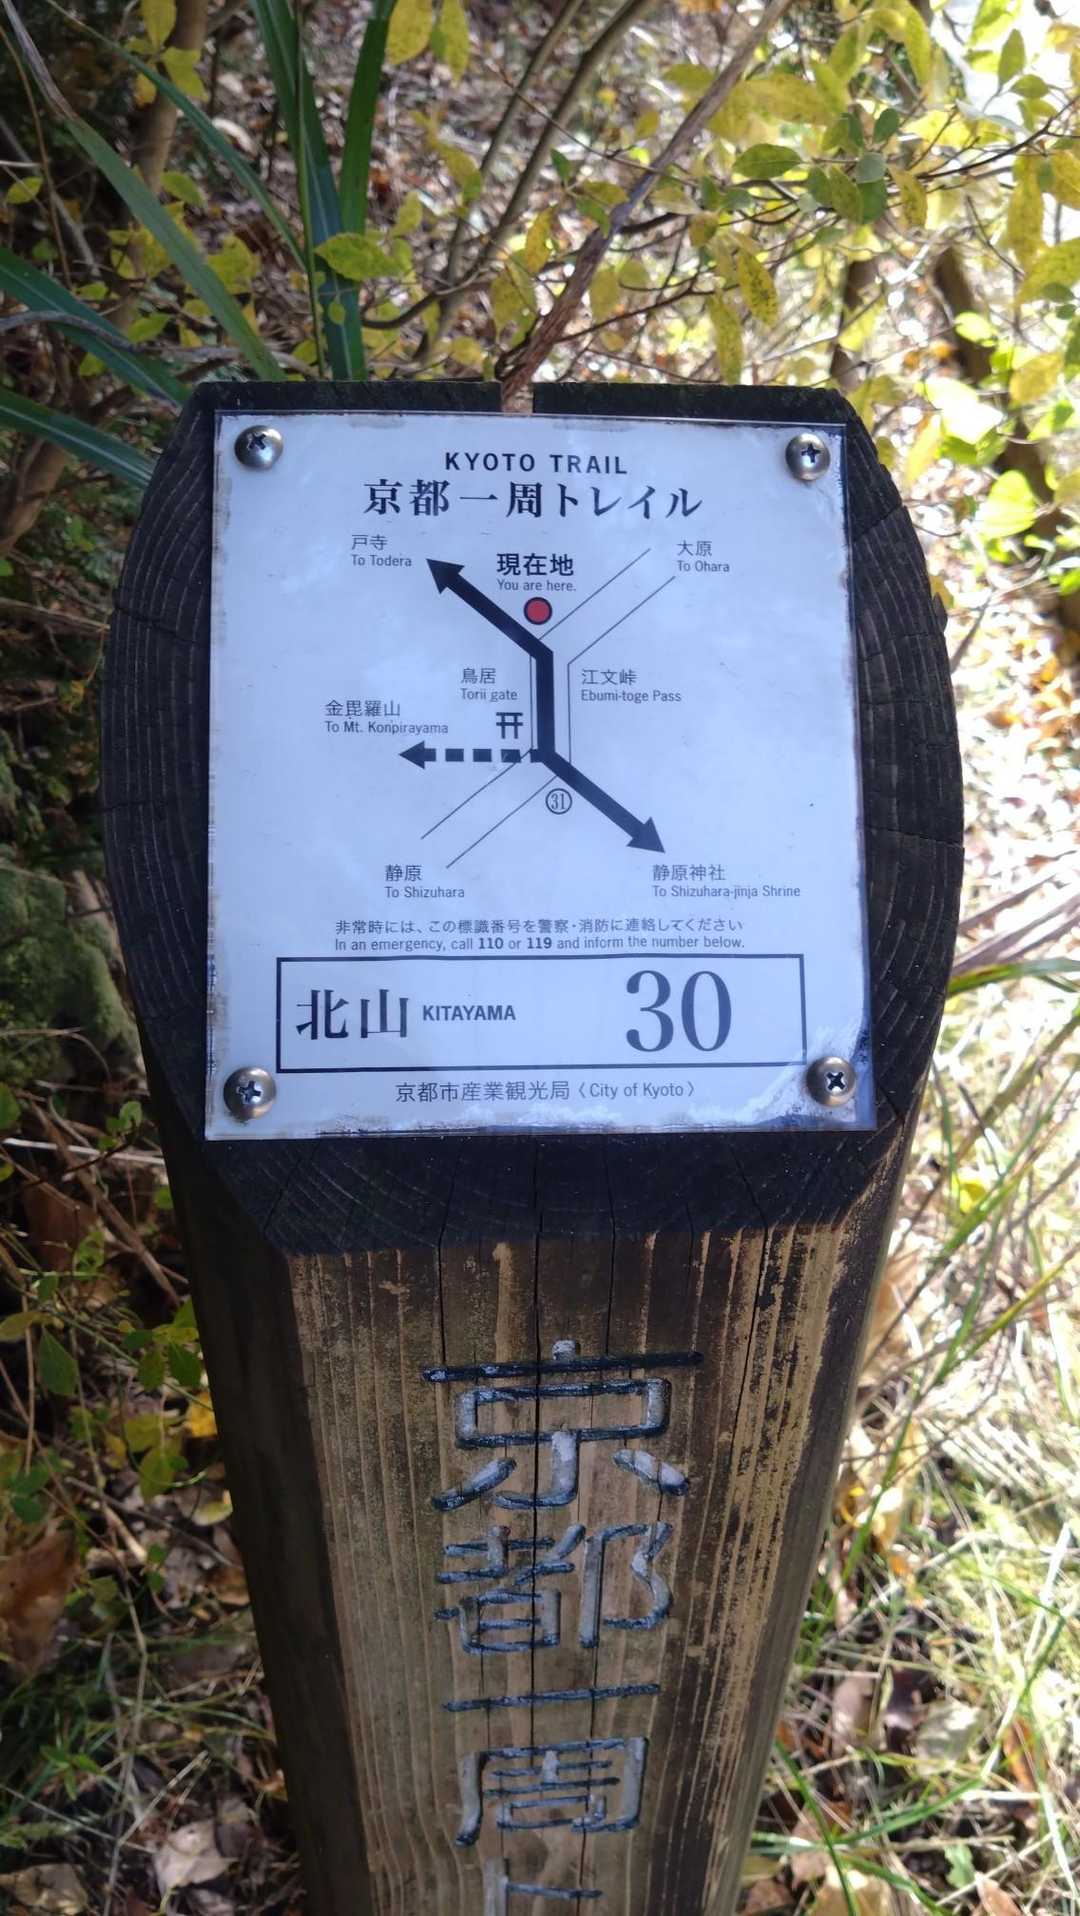 KYOTO TRAIL
京都一周トレイル
戸寺
To Todera
現在地
You are here.
大原
To Ohara
鳥居
Torii gate
江文峠
Ebumi-toge Pass
金毘羅山
To Mt. Konpirayama
31
静原
To Shizuhara
静原神社
To Shizuhara-jinja Shrine
非常時には、この標識番号を警察・消防に連絡してください
In an emergency, call 110 or 119 and inform the number below.
北山 KITAYAMA 30
京都市産業観光局〈City of Kyoto〉
京都一周ト